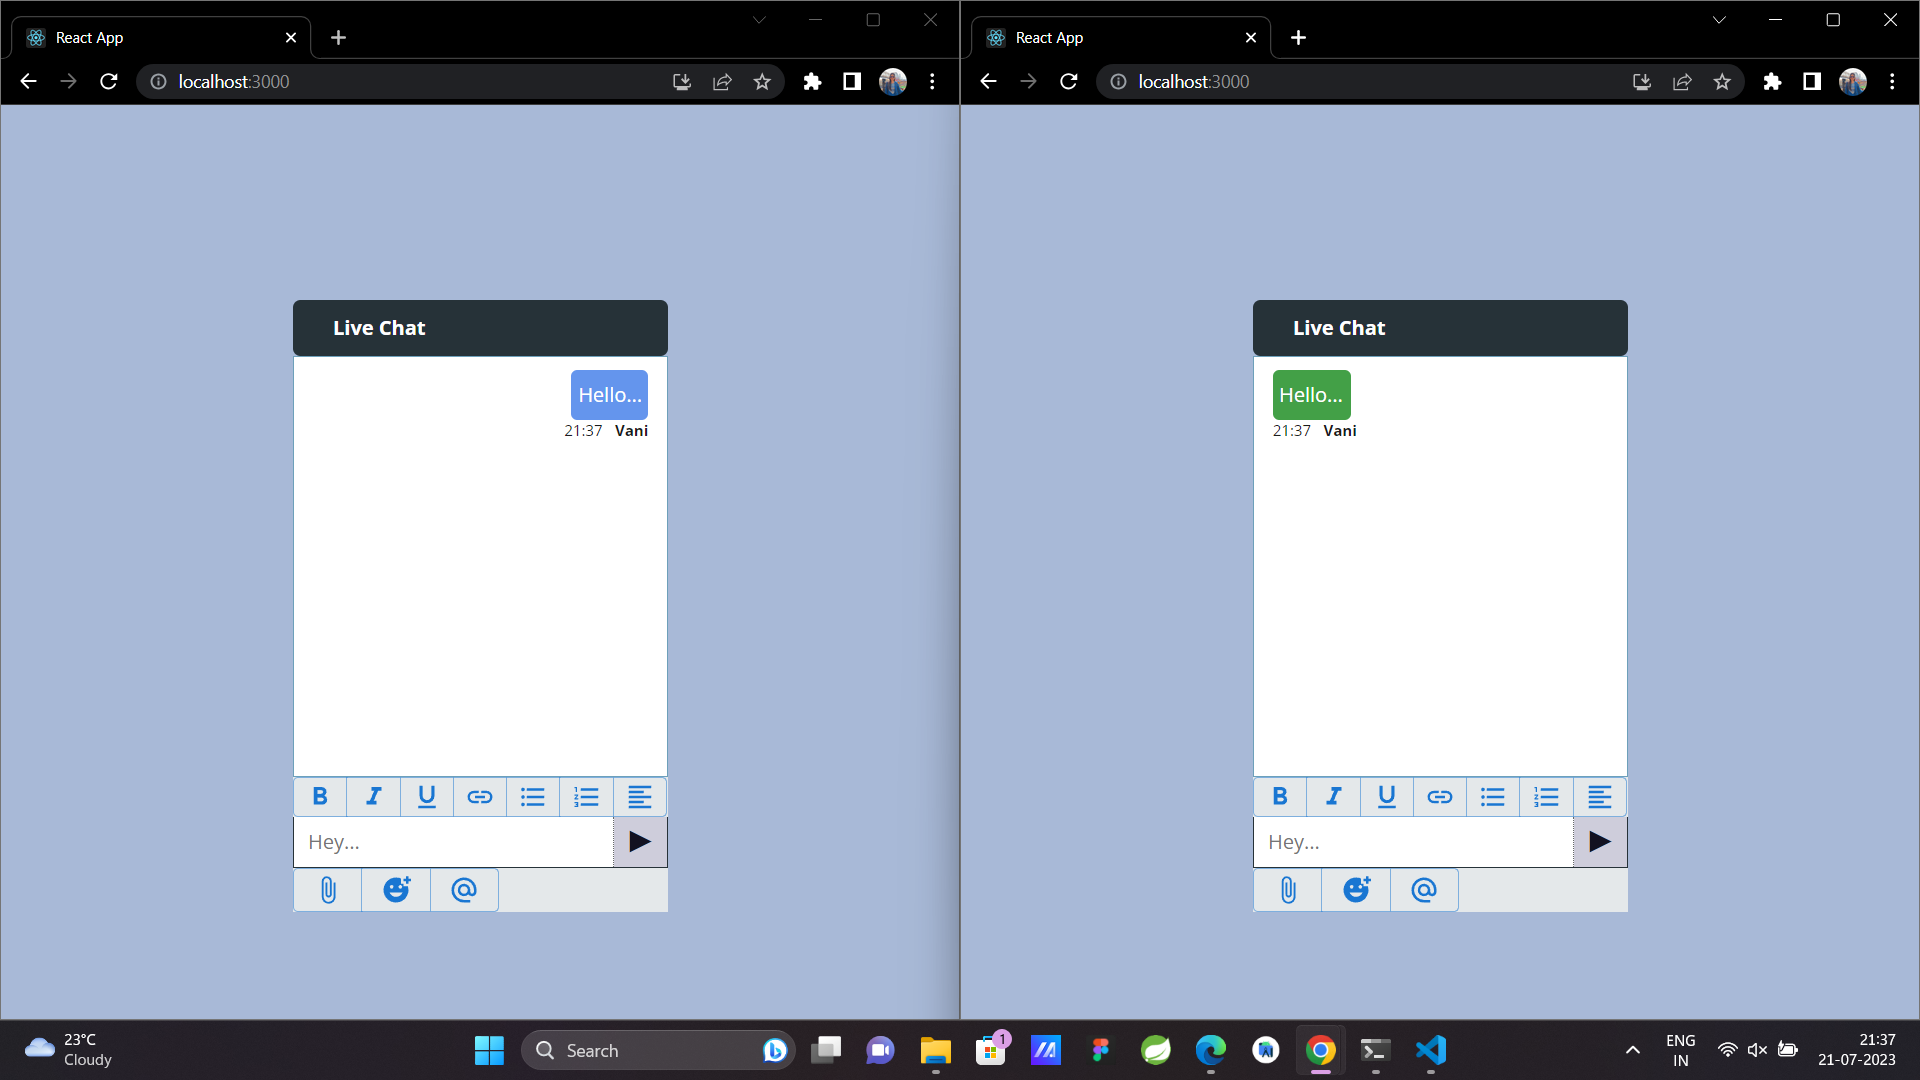 React App
localhost:3000
Live Chat
Hello...
21:37 Vani
B I U
Hey...
React App
localhost:3000
Live Chat
Hello...
21:37 Vani
B I U
Hey...
23°C
Cloudy
Search
1
ENG
IN
21:37
21-07-2023